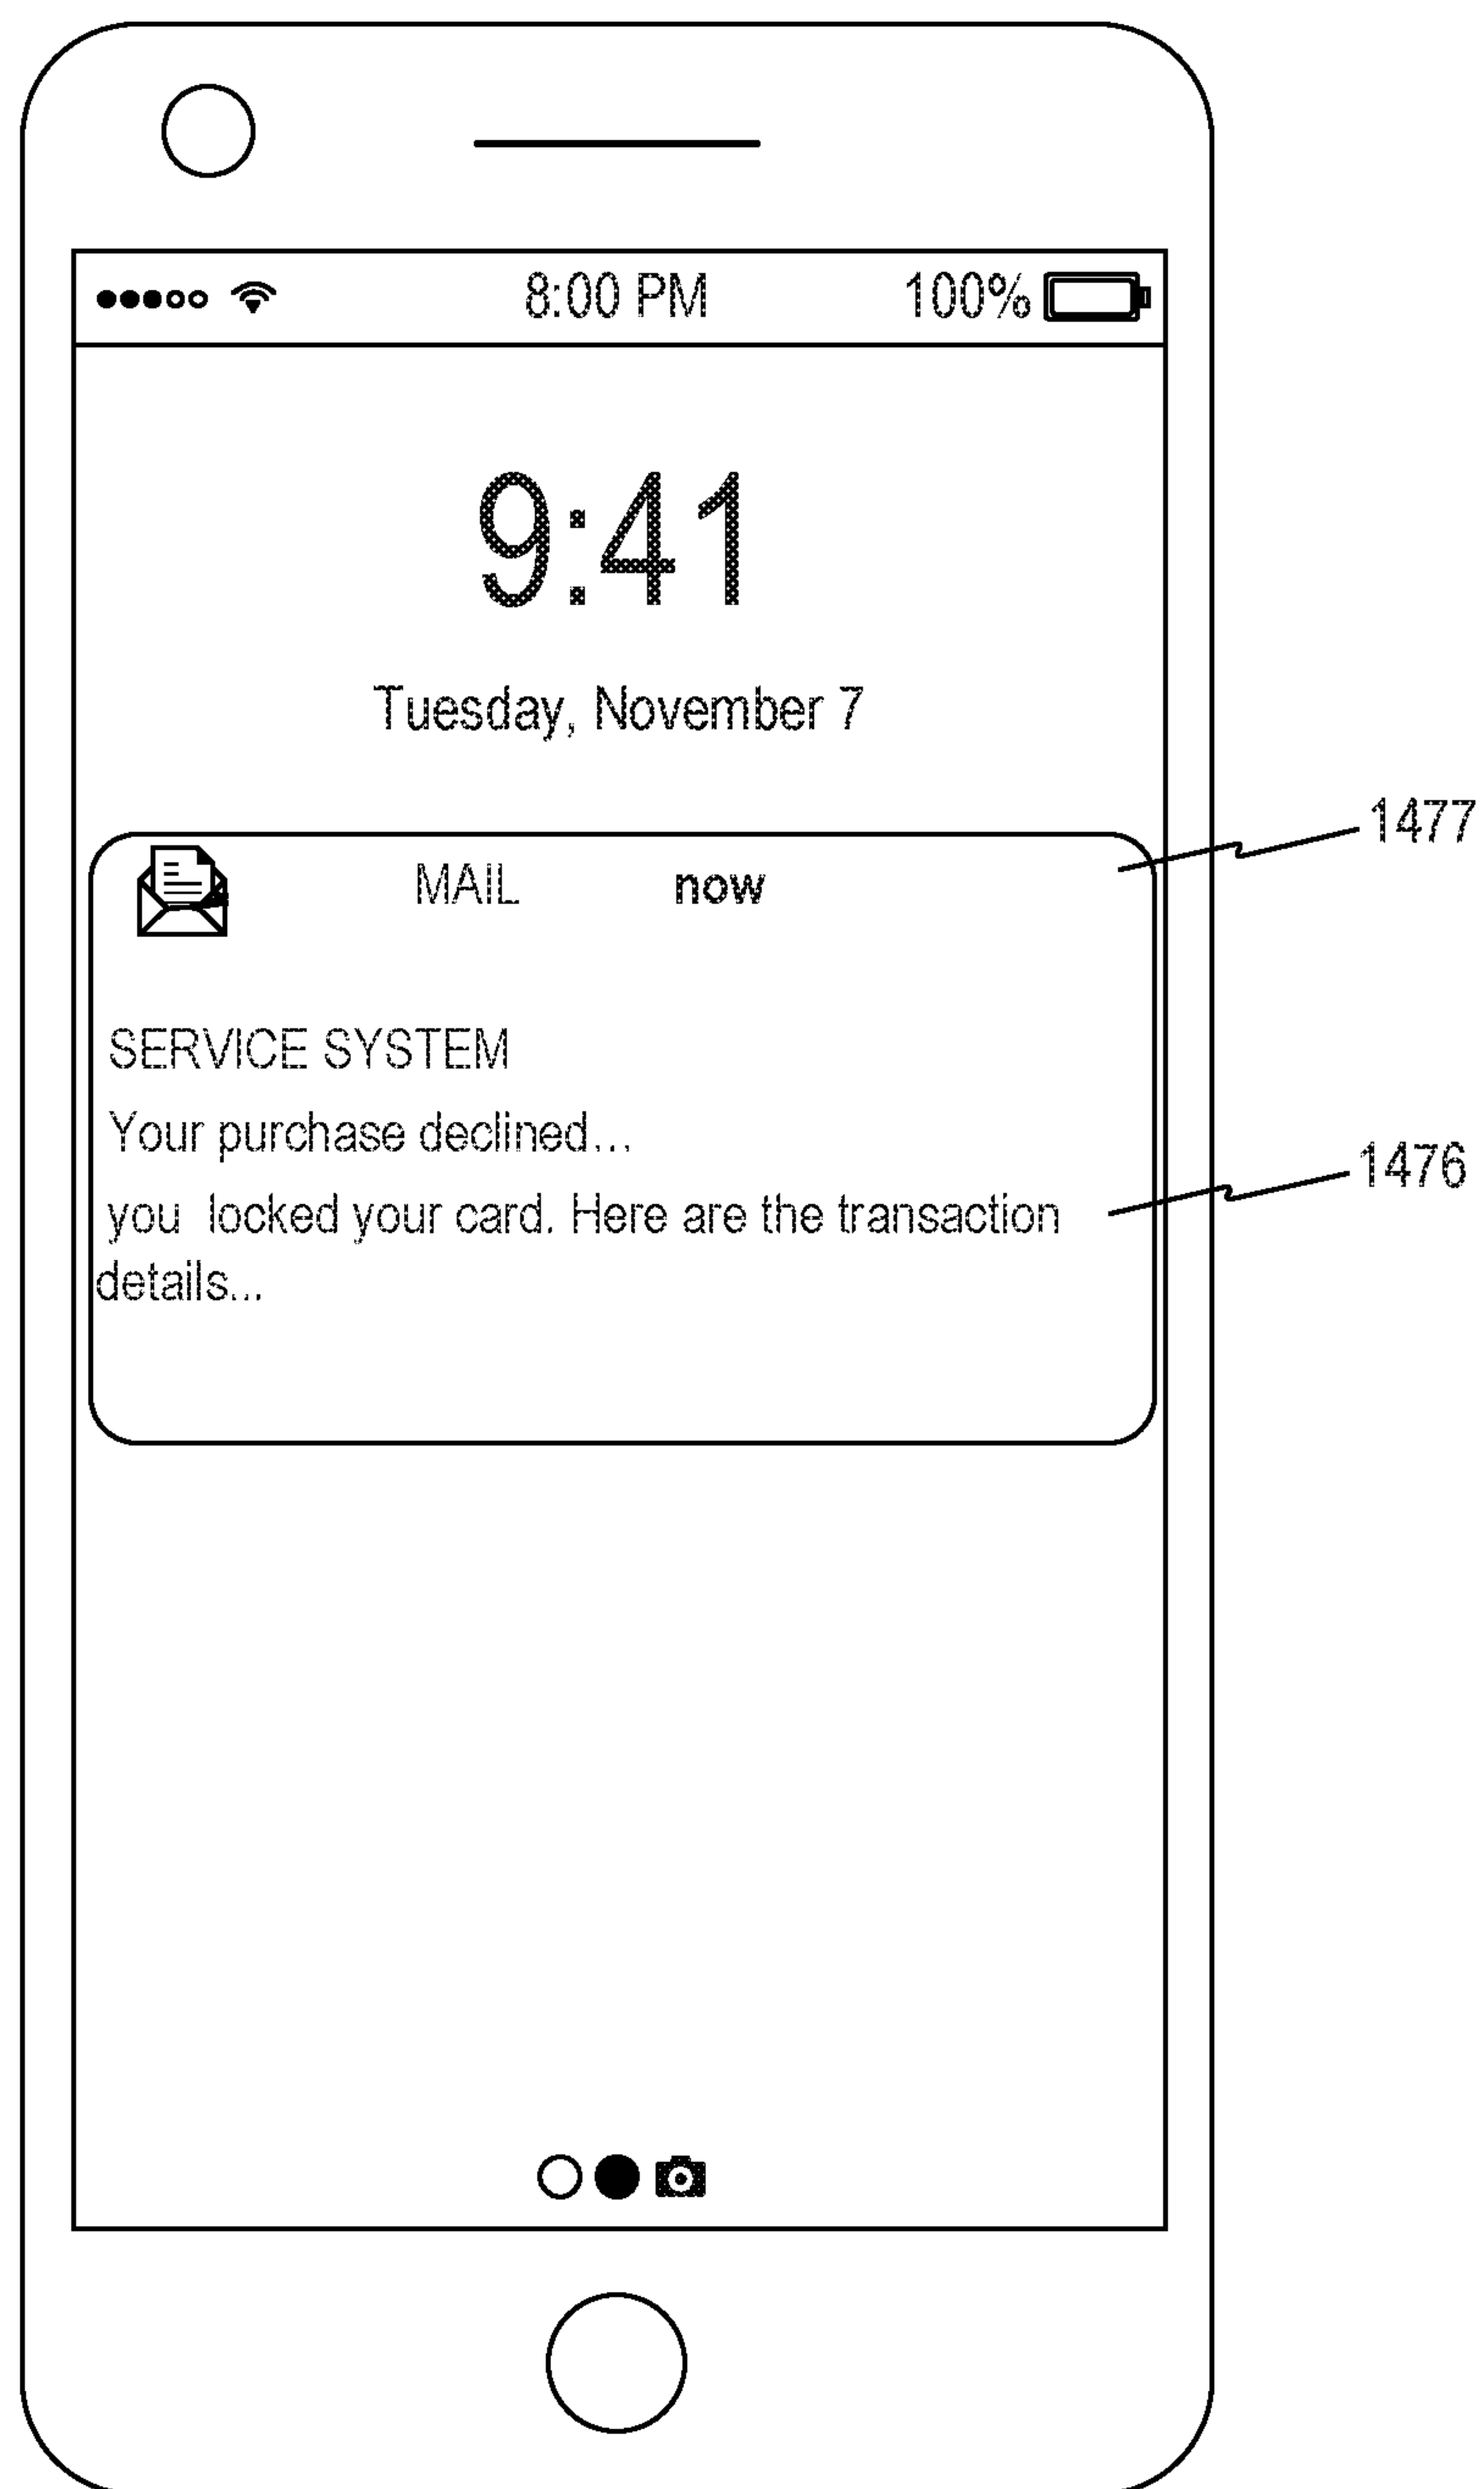 8:00 PM 100%
9:41
Tuesday, November 7
1477
MAIL now
SERVICE SYSTEM
Your purchase declined...
1476
you locked your card. Here are the transaction
details...